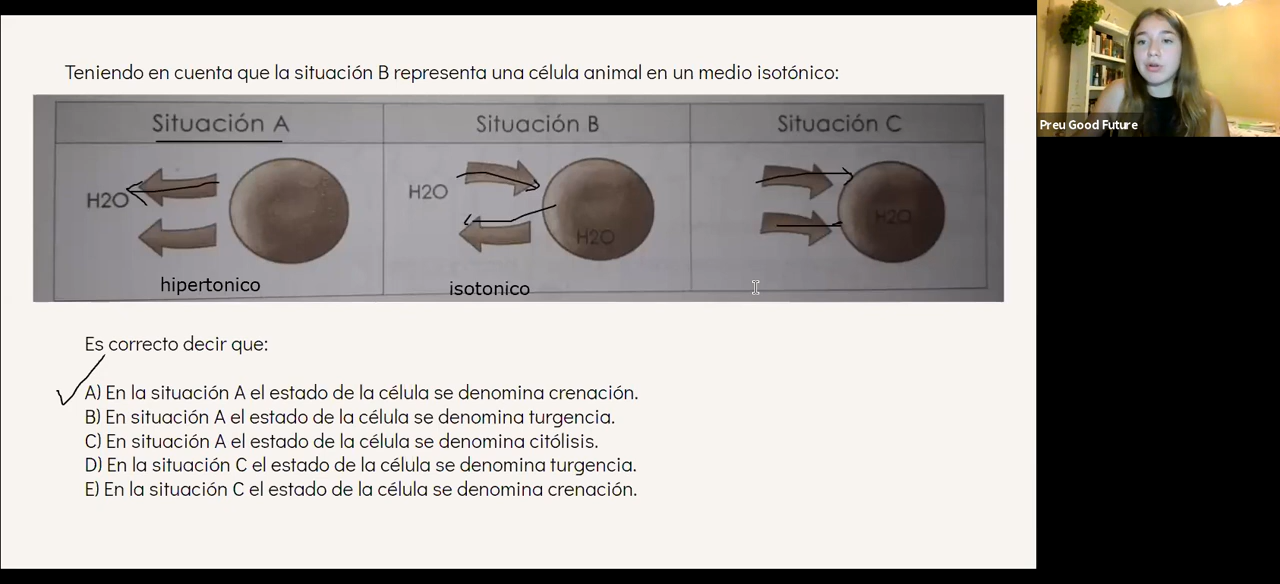 Teniendo en cuenta que la situación B representa una célula animal en un medio isotónico:
Situación A
Situación B
Situación C
H2O
H2O
H2O
H2O
hipertonico
isotonico
Es correcto decir que:
A) En la situación A el estado de la célula se denomina crenación.
B) En situación A el estado de la célula se denomina turgencia.
C) En situación A el estado de la célula se denomina citólisis.
D) En la situación C el estado de la célula se denomina turgencia.
E) En la situación C el estado de la célula se denomina crenación.
Preu Good Future